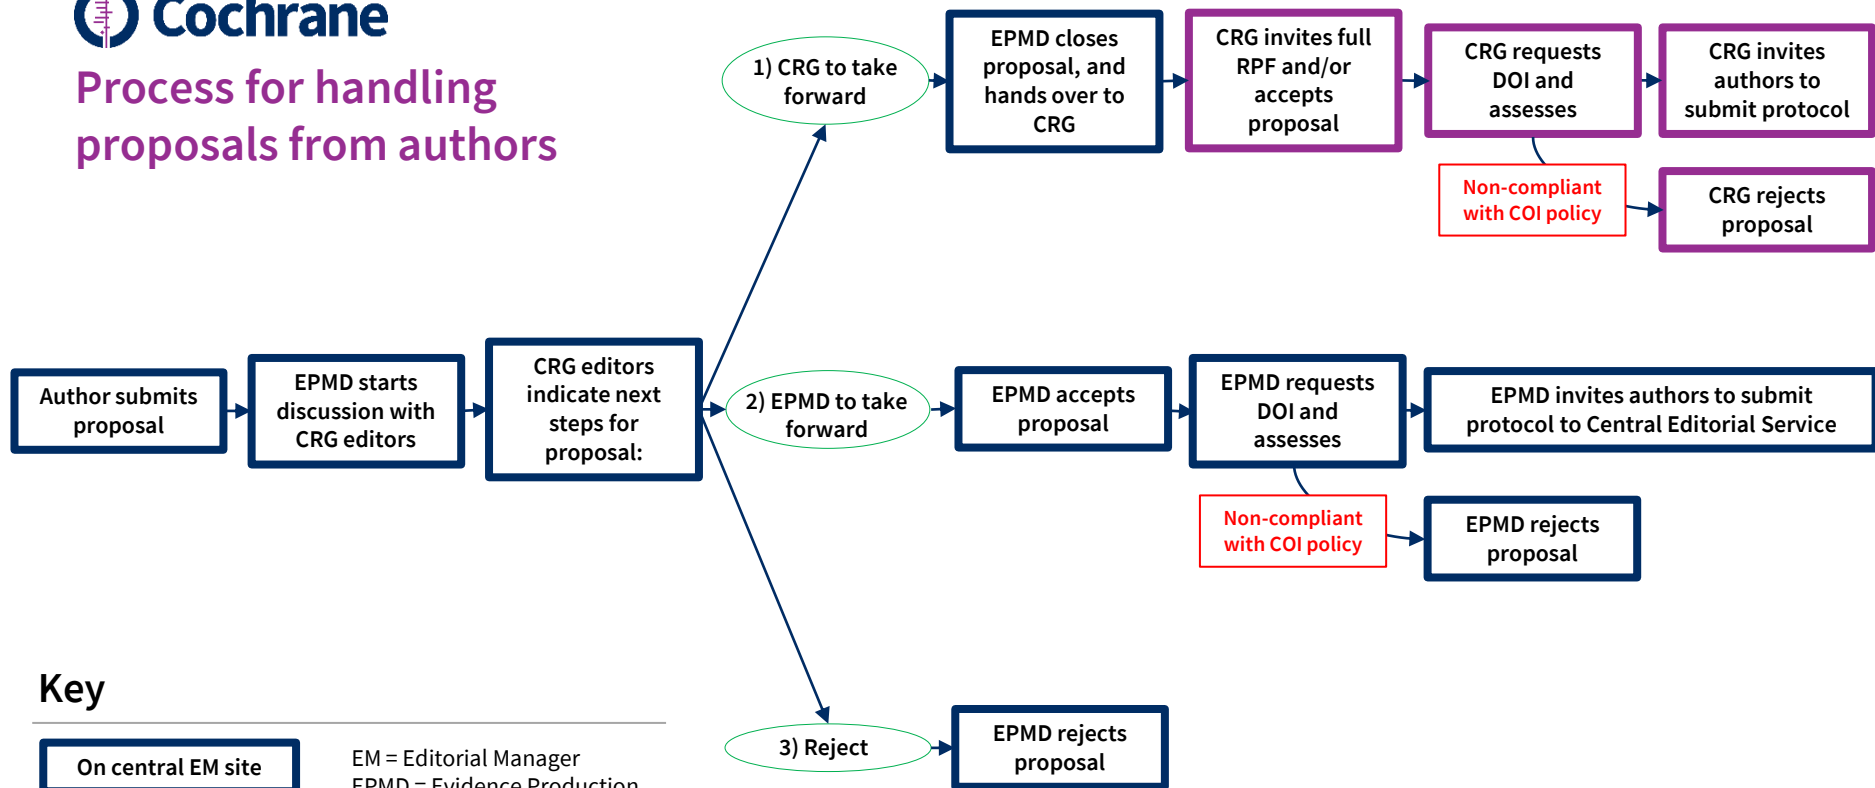 Cochrane
Process for handling
proposals from authors
1) CRG to take
forward
EPMD closes
proposal, and
hands over to
CRG
CRG invites full
RPF and/or
accepts
proposal
CRG requests
DOI and
assesses
CRG invites
authors to
submit protocol
Non-compliant
with COI policy
CRG rejects
proposal
Author submits
proposal
EPMD starts
discussion with
CRG editors
CRG editors
indicate next
steps for
proposal:
2) EPMD to take
forward
EPMD accepts
proposal
EPMD requests
DOI and
assesses
EPMD invites authors to submit
protocol to Central Editorial Service
Non-compliant
with COI policy
EPMD rejects
proposal
3) Reject
EPMD rejects
proposal
Key
On central EM site
EM = Editorial Manager
EPMD = Evidence Production